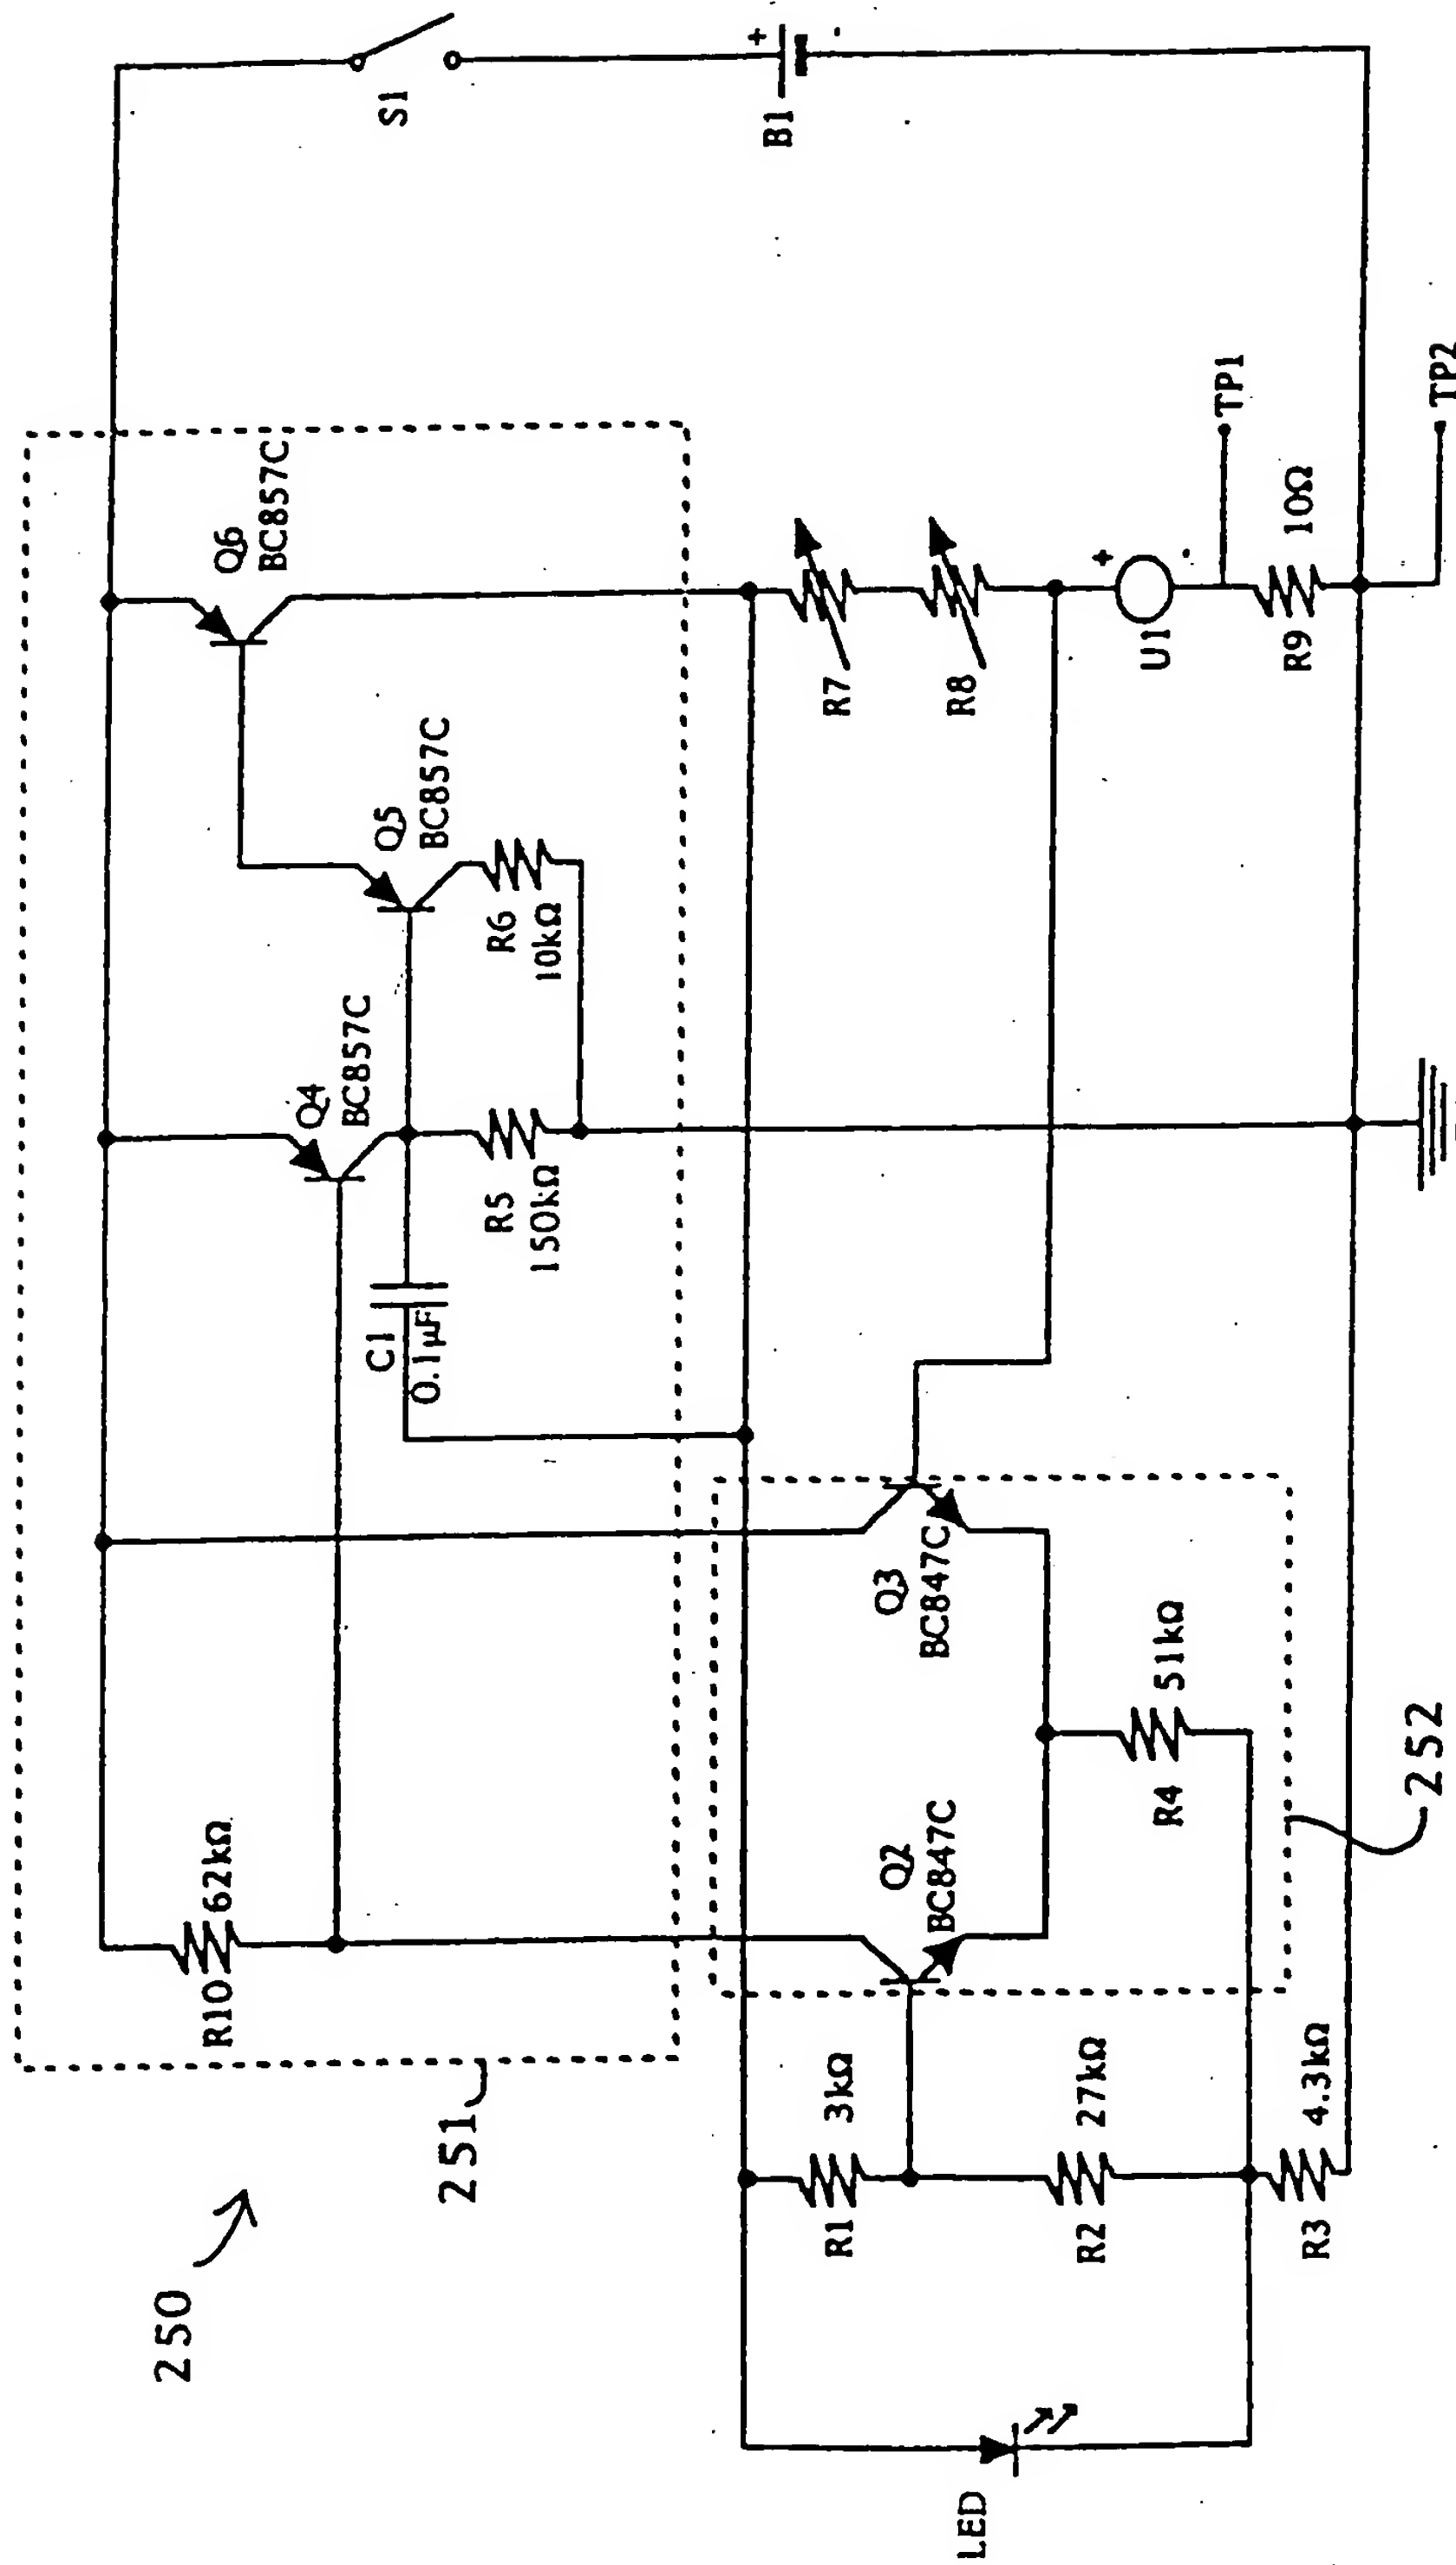 250
251
S1
B1
+
Q6
BC857C
Q5
BC857C
Q4
BC857C
R6
10kΩ
R5
150kΩ
C1
0.1µF
R10
62kΩ
R7
R8
+
U1
TP1
R9
10Ω
TP2
Q3
BC847C
Q2
BC847C
R4
51kΩ
252
R1
3kΩ
R2
27kΩ
R3
4.3kΩ
LED